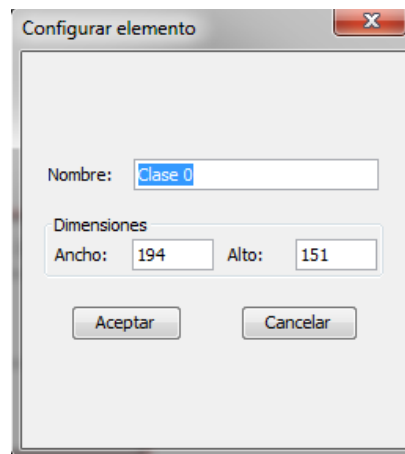 Configurar elemento
Nombre: Clase 0
Dimensiones
Ancho: 194 Alto: 151
Aceptar Cancelar